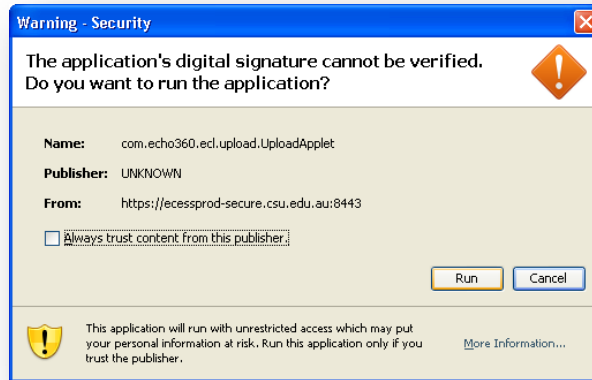 Warning - Security
The application's digital signature cannot be verified.
Do you want to run the application?
Name: com.echo360.ecl.upload.UploadApplet
Publisher: UNKNOWN
From: https://ecessprod-secure.csu.edu.au:8443
Always trust content from this publisher.
Run Cancel
This application will run with unrestricted access which may put
your personal information at risk. Run this application only if you
trust the publisher.
More Information...